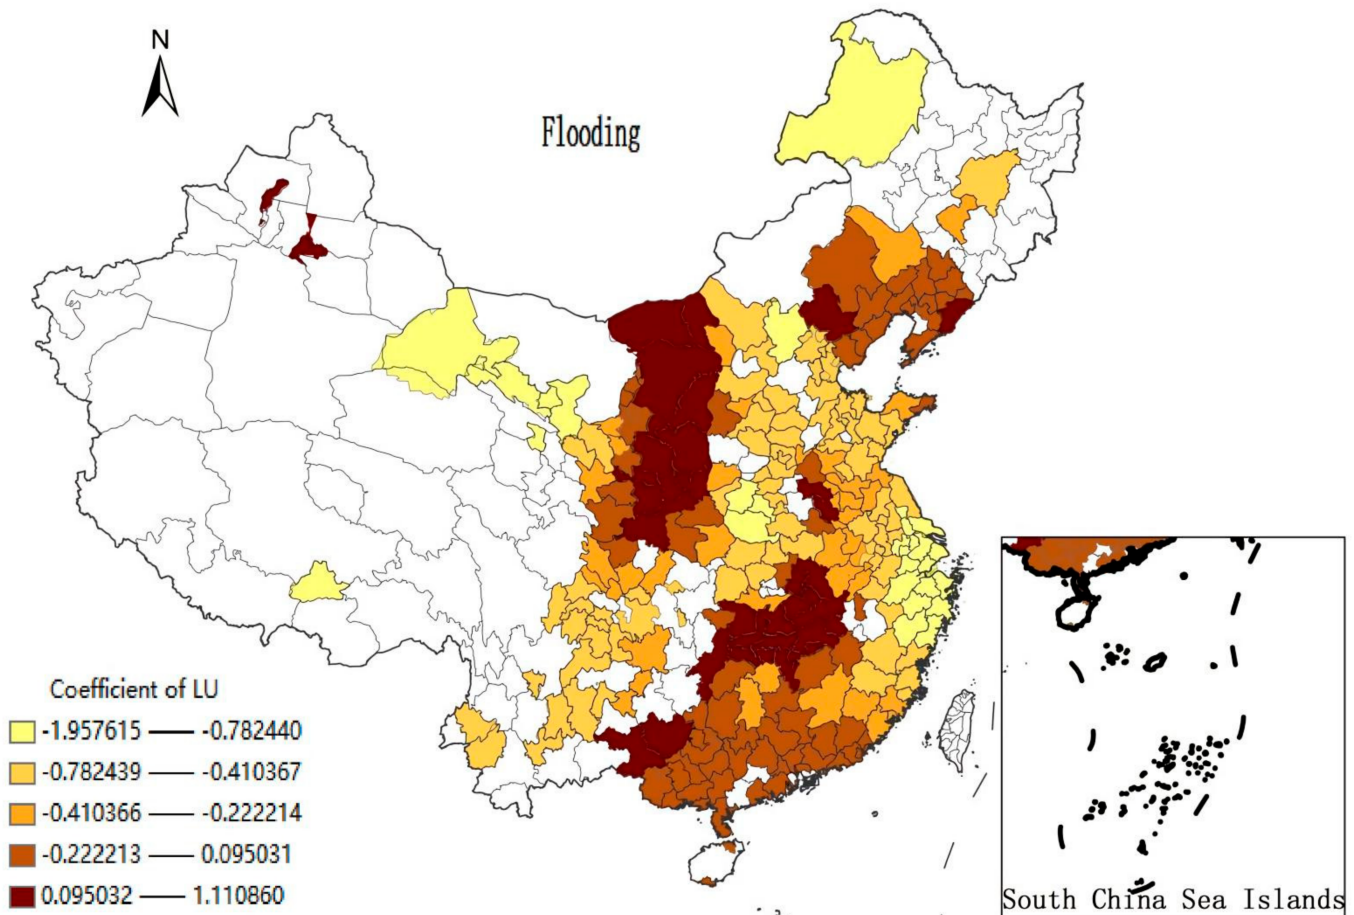 N
Flooding
Coefficient of LU
-1.957615 —— -0.782440
-0.782439 —— -0.410367
-0.410366 —— -0.222214
-0.222213 —— 0.095031
0.095032 —— 1.110860
South China Sea Islands